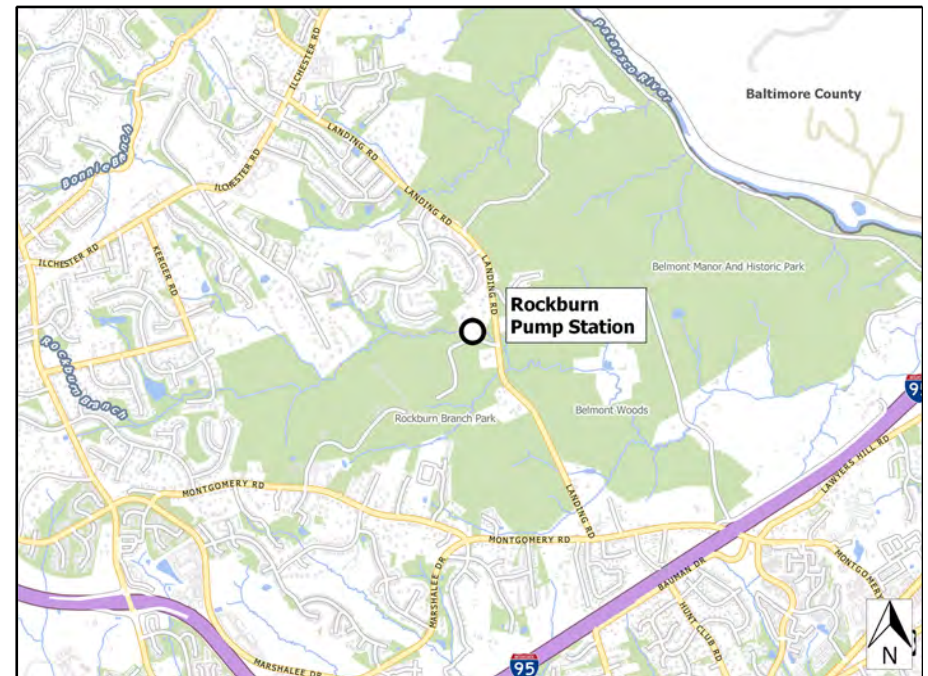 Patapsco River
Baltimore County
ILCHESTER RD
Bonnie Branch
LANDING RD
ILCHESTER RD
LANDING RD
ILCHESTER RD
KERGER RD
LANDING RD
Belmont Manor And Historic Park
Rockburn
Pump Station
Rockburn Branch
Rockburn Branch Park
Belmont Woods
95
LAWYERS HILL RD
MONTGOMERY RD
LANDING RD
MONTGOMERY RD
MONTGOMERY
BAUMAN DR
MARSHALEE DR
HUNT CLUB RD
MARSHALEE DR
95
N